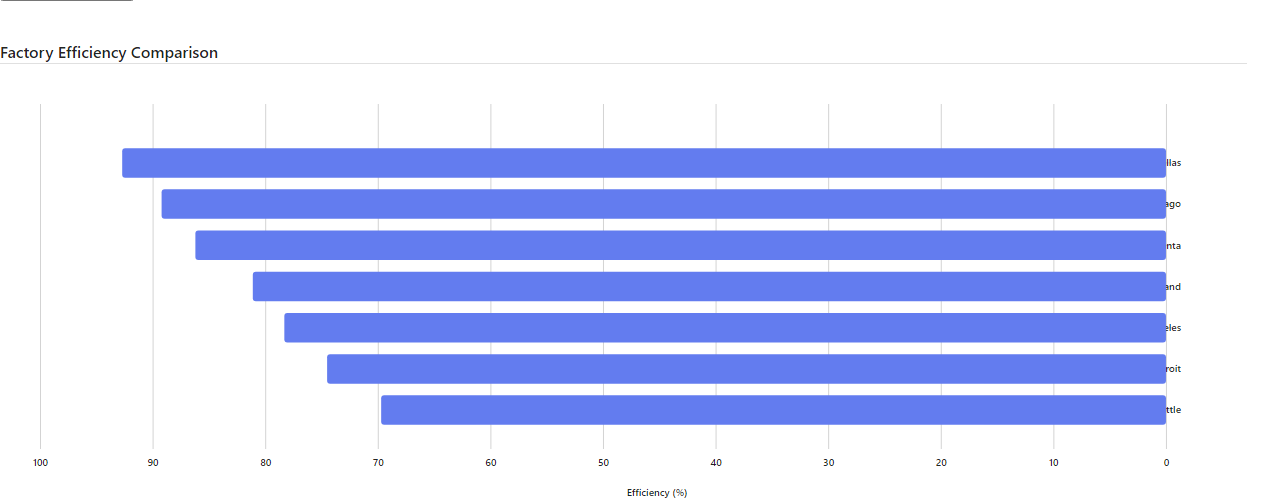 Factory Efficiency Comparison
llas
ago
nta
and
eles
roit
ttle
100 90 80 70 60 50 40 30 20 10 0
Efficiency (%)